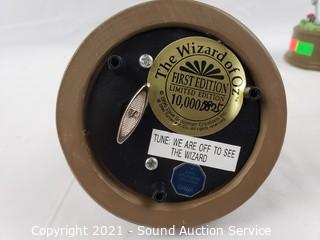 The Wizard of Oz
FIRST EDITION
LIMITED EDITION
10,000
TUNE: WE ARE OFF TO SEE
THE WIZARD
Copyright 2021 - Sound Auction Service